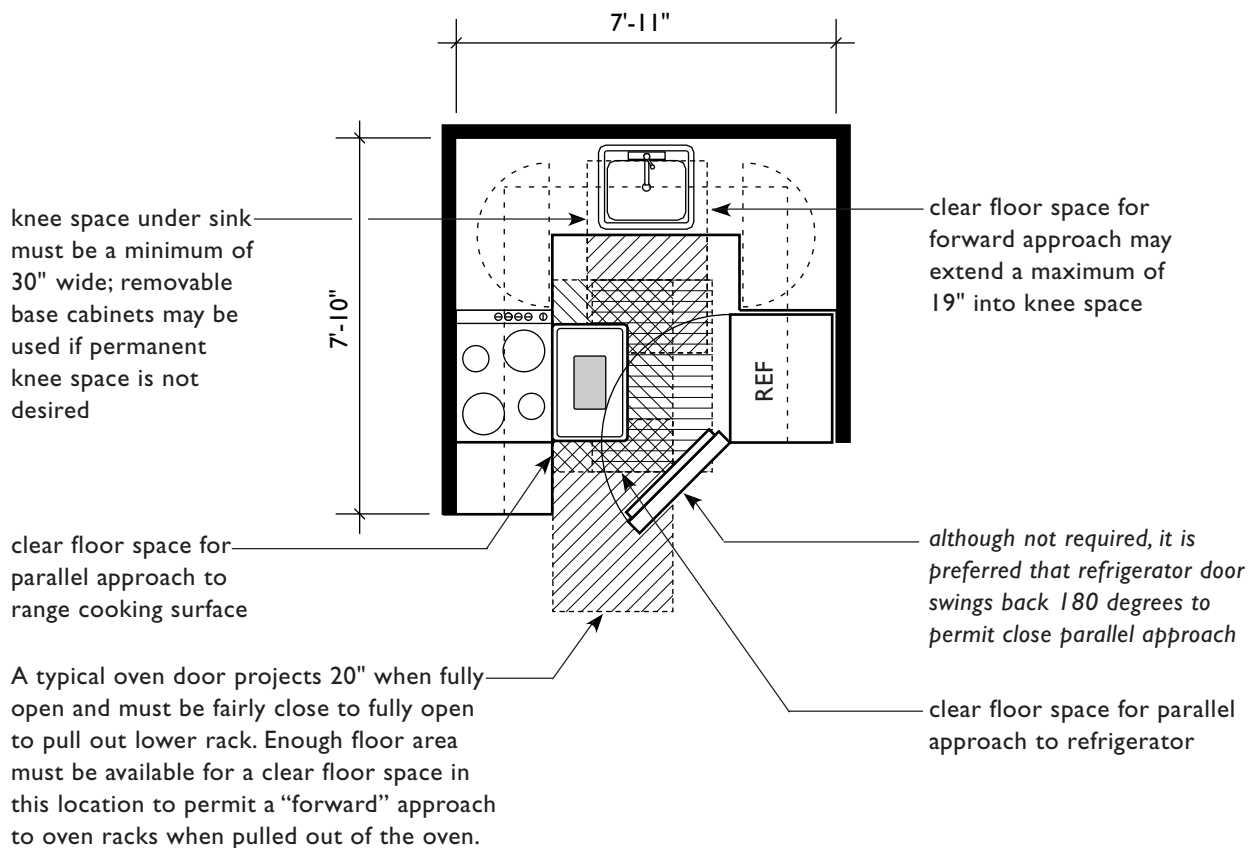 7'-11"
7'-10"
knee space under sink
must be a minimum of
30" wide; removable
base cabinets may be
used if permanent
knee space is not
desired
clear floor space for
forward approach may
extend a maximum of
19" into knee space
REF
clear floor space for
parallel approach to
range cooking surface
although not required, it is
preferred that refrigerator door
swings back 180 degrees to
permit close parallel approach
A typical oven door projects 20" when fully
open and must be fairly close to fully open
to pull out lower rack. Enough floor area
must be available for a clear floor space in
this location to permit a “forward” approach
to oven racks when pulled out of the oven.
clear floor space for parallel
approach to refrigerator